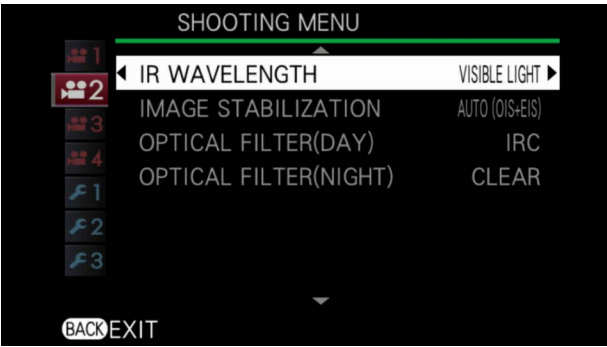 SHOOTING MENU
1
2
3
4
1
2
3
IR WAVELENGTH VISIBLE LIGHT
IMAGE STABILIZATION AUTO (OIS+EIS)
OPTICAL FILTER(DAY) IRC
OPTICAL FILTER(NIGHT) CLEAR
BACK EXIT